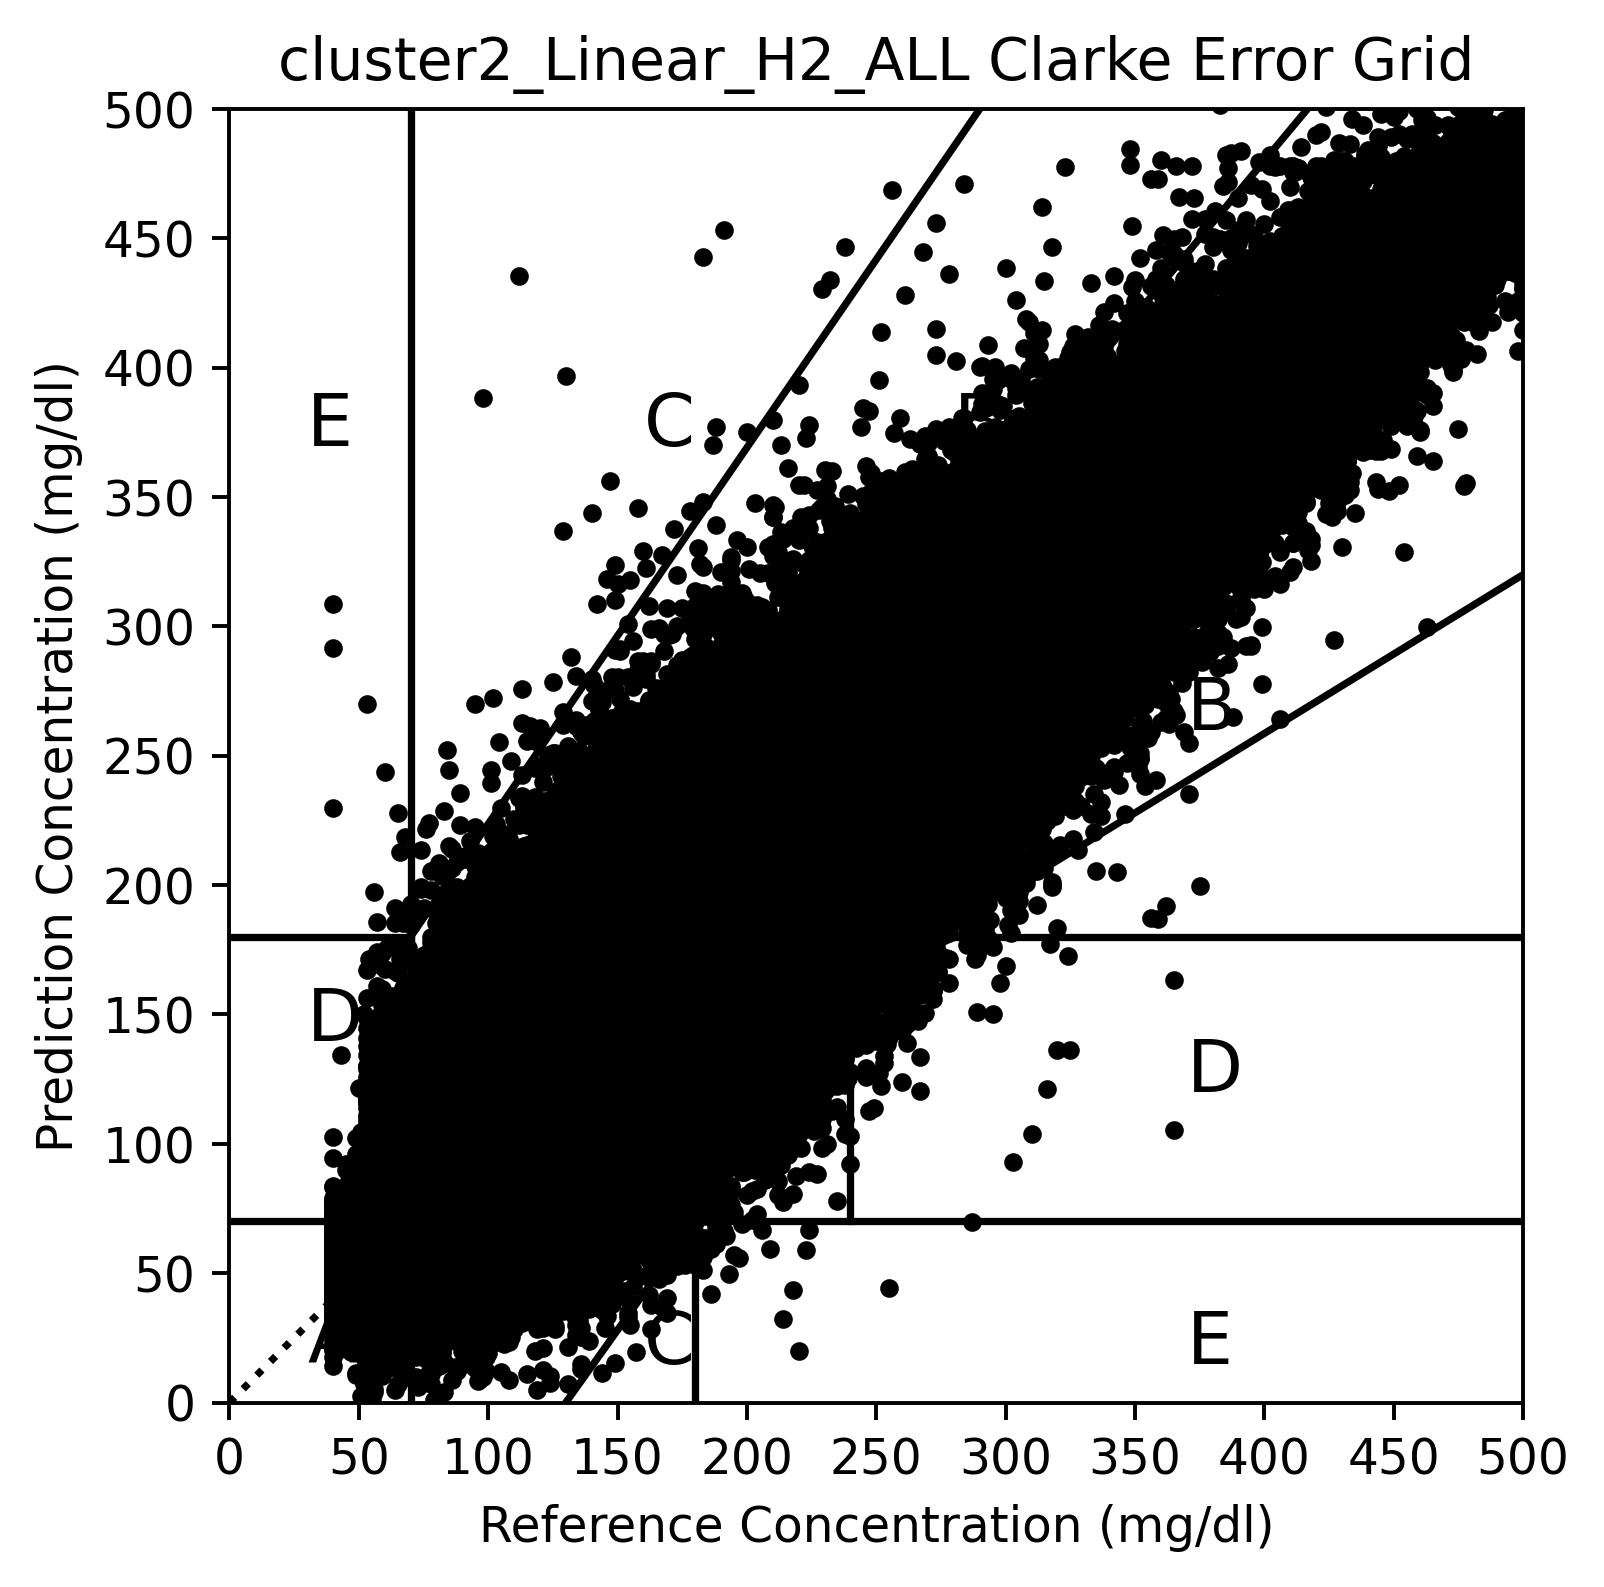 cluster2_Linear_H2_ALL Clarke Error Grid
500
450
400
350
300
250
200
150
100
50
0
Prediction Concentration (mg/dl)
E
C
B
D
D
A
C
E
0 50 100 150 200 250 300 350 400 450 500
Reference Concentration (mg/dl)